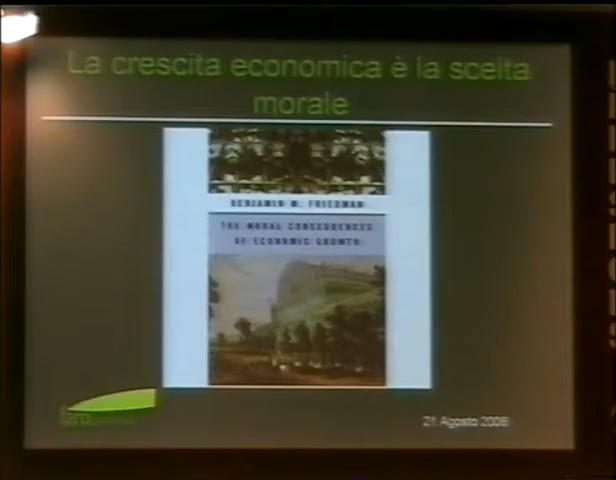 La crescita economica è la scelta
morale
BENJAMIN M. FRIEDMAN
THE MORAL CONSEQUENCES
OF ECONOMIC GROWTH
21 Agosto 2008